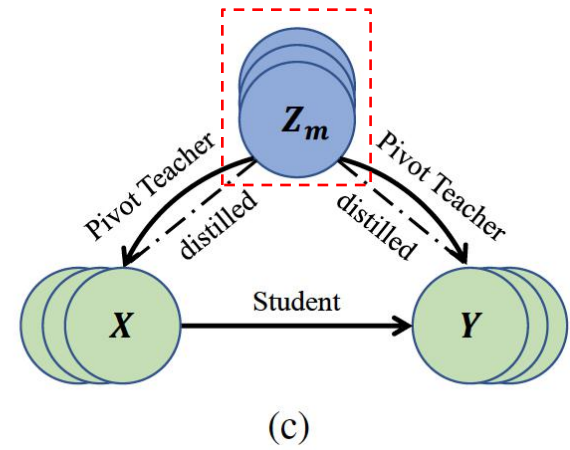 Z_m
Pivot Teacher
Pivot Teacher
distilled
distilled
X
Student
Y
(c)